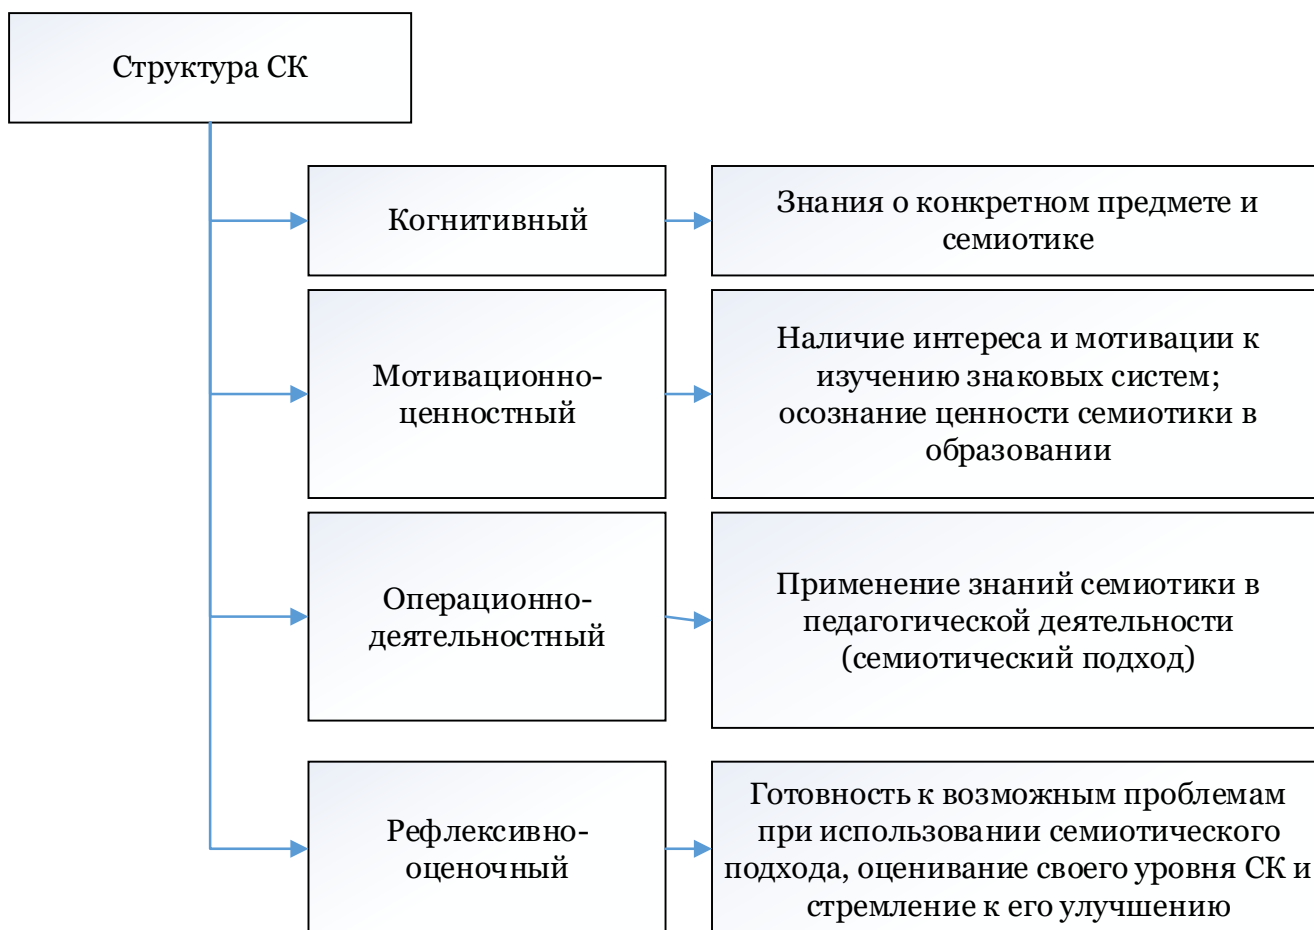 Структура СК
Когнитивный
Знания о конкретном предмете и
семиотике
Мотивационно-
ценностный
Наличие интереса и мотивации к
изучению знаковых систем;
осознание ценности семиотики в
образовании
Операционно-
деятельностный
Применение знаний семиотики в
педагогической деятельности
(семиотический подход)
Рефлексивно-
оценочный
Готовность к возможным проблемам
при использовании семиотического
подхода, оценивание своего уровня СК и
стремление к его улучшению